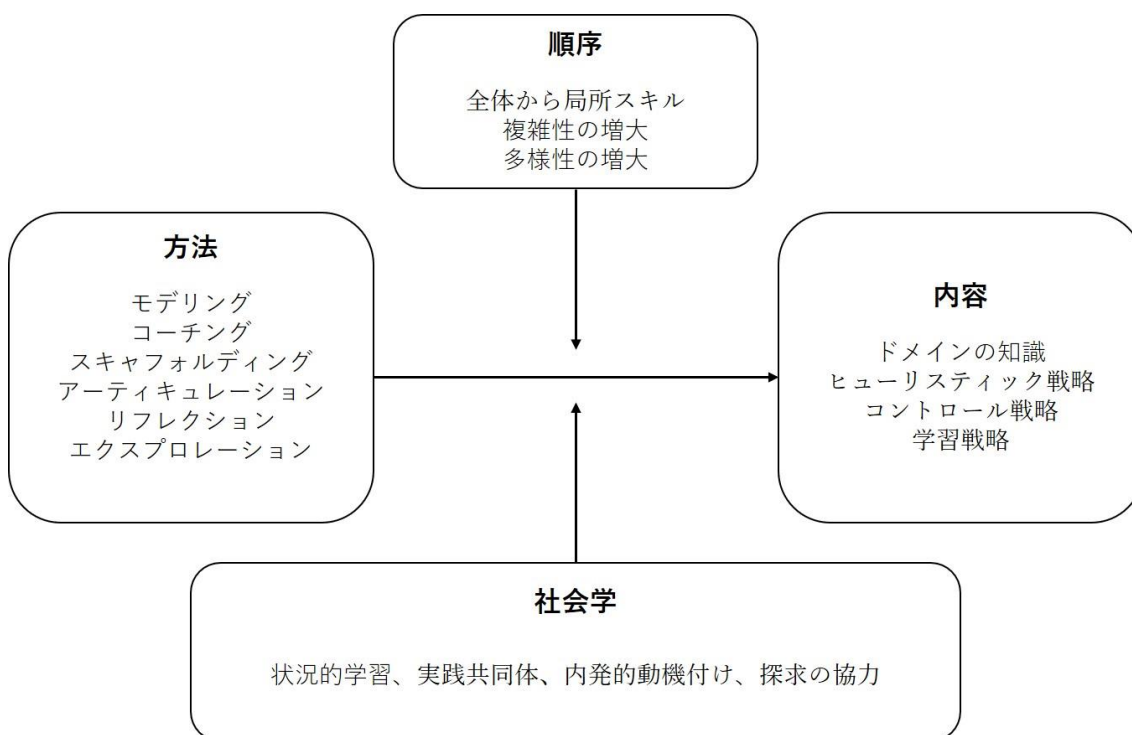 順序
全体から局所スキル
複雑性の増大
多様性の増大
方法
モデリング
コーチング
スキャフォルディング
アーティキュレーション
リフレクション
エクスプロレーション
内容
ドメインの知識
ヒューリスティック戦略
コントロール戦略
学習戦略
社会学
状況的学習、実践共同体、内発的動機付け、探求の協力